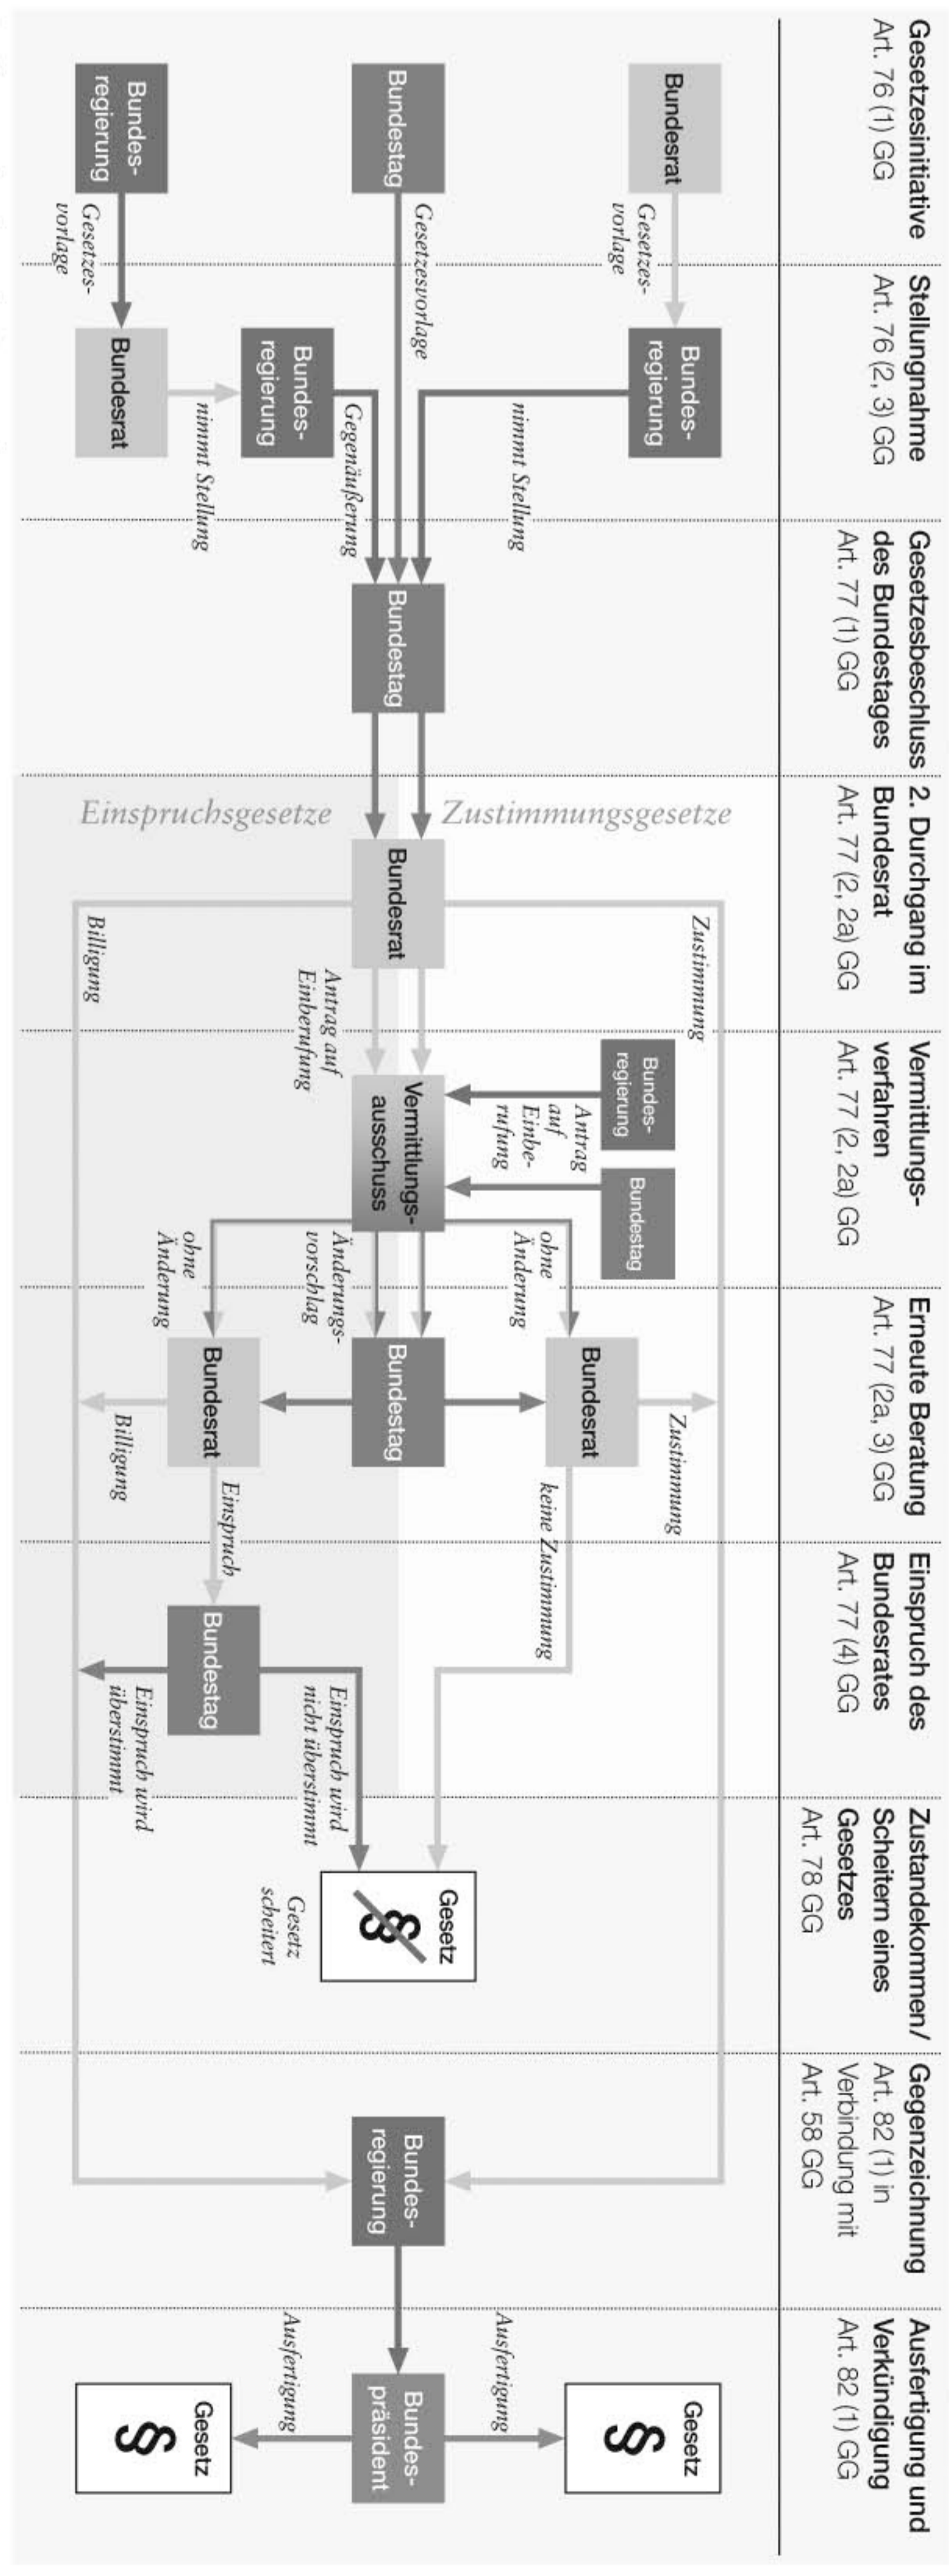 Gesetzesinitiative
Art. 76 (1) GG
Bundesrat
Gesetzes-
vorlage
Bundestag
Gesetzesvorlage
Bundes-
regierung
Gesetzes-
vorlage
Stellungnahme
Art. 76 (2, 3) GG
Bundes-
regierung
nimmt Stellung
Bundes-
regierung
Gegenäußerung
Bundesrat
nimmt Stellung
Gesetzesbeschluss
des Bundestages
Art. 77 (1) GG
Bundestag
2. Durchgang im
Bundesrat
Art. 77 (2, 2a) GG
Zustimmungsgesetze
Einspruchsgesetze
Zustimmung
Bundesrat
Antrag auf
Einberufung
Billigung
Vermittlungs-
verfahren
Art. 77 (2, 2a) GG
Bundes-
regierung
Bundestag
Antrag
auf
Einbe-
rufung
Vermittlungs-
ausschuss
ohne
Änderung
Änderungs-
vorschlag
ohne
Änderung
Erneute Beratung
Art. 77 (2a, 3) GG
Zustimmung
Bundesrat
keine Zustimmung
Bundestag
Bundesrat
Einspruch
Billigung
Einspruch des
Bundesrates
Art. 77 (4) GG
Bundestag
Einspruch wird
nicht überstimmt
Einspruch wird
überstimmt
Zustandekommen/
Scheitern eines
Gesetzes
Art. 78 GG
Gesetz
§
Gesetz
scheitert
Gegenzeichnung
Art. 82 (1) in
Verbindung mit
Art. 58 GG
Bundes-
regierung
Ausfertigung und
Verkündigung
Art. 82 (1) GG
Gesetz
§
Ausfertigung
Bundes-
präsident
Ausfertigung
Gesetz
§